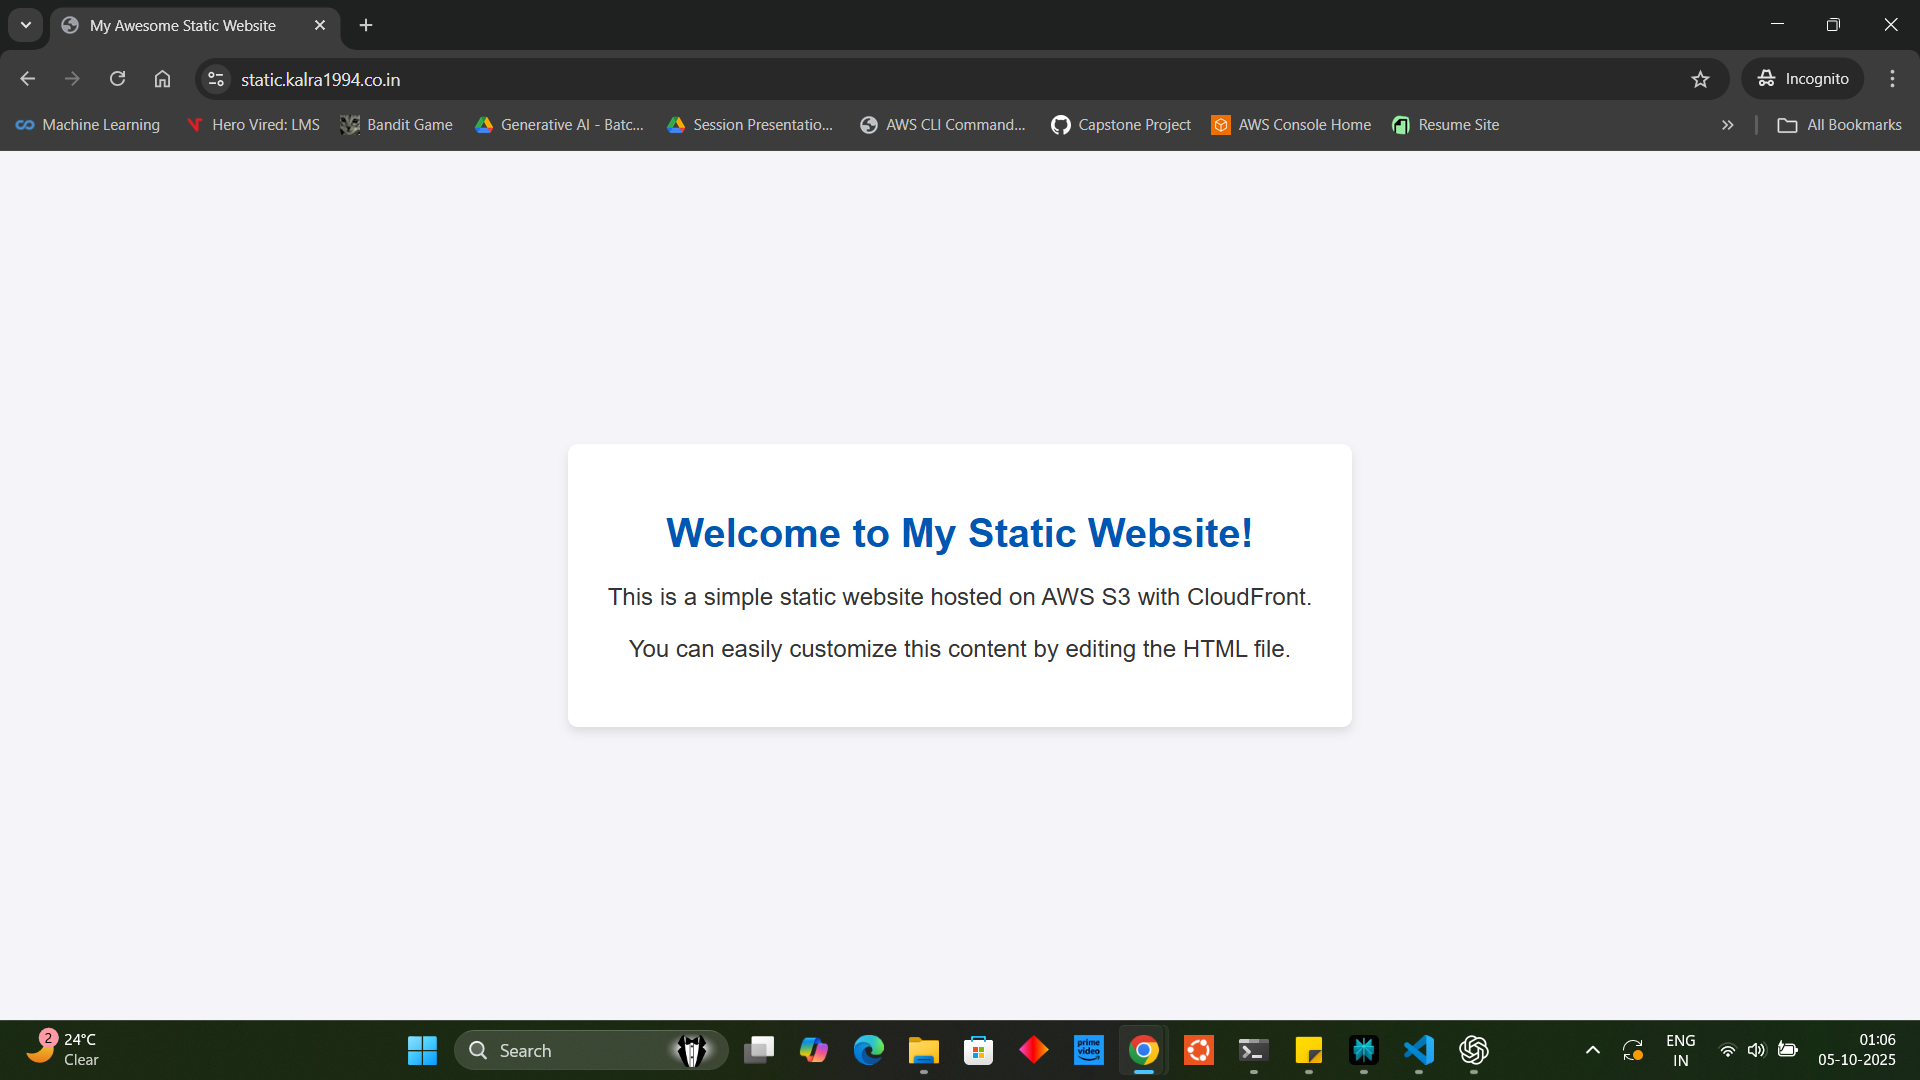 My Awesome Static Website
static.kalra1994.co.in
Incognito
Machine Learning
Hero Vired: LMS
Bandit Game
Generative AI - Batc...
Session Presentatio...
AWS CLI Command...
Capstone Project
AWS Console Home
Resume Site
All Bookmarks
Welcome to My Static Website!
This is a simple static website hosted on AWS S3 with CloudFront.
You can easily customize this content by editing the HTML file.
2
24°C
Clear
Search
prime
video
ENG
IN
01:06
05-10-2025